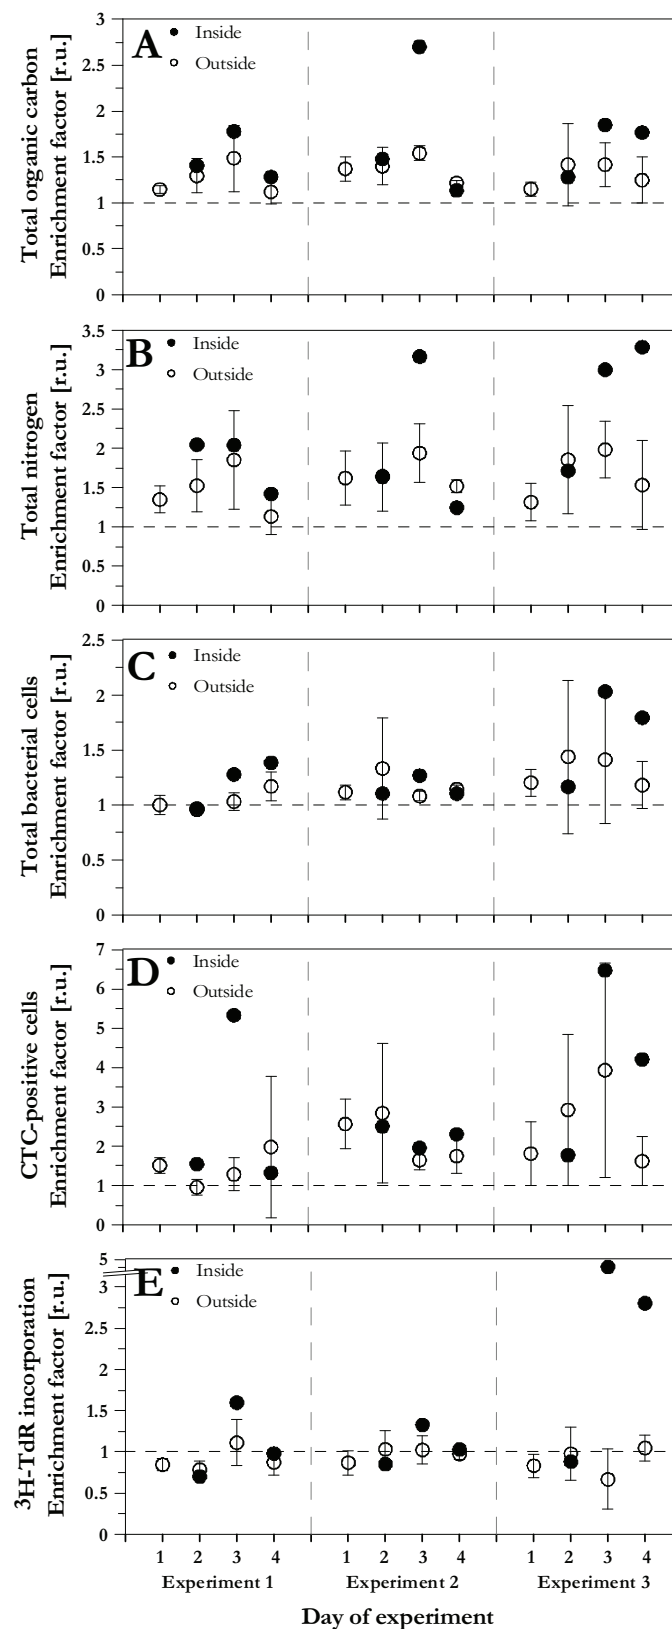 Total organic carbon
Enrichment factor [r.u.]
3
2.5
2
1.5
1
0.5
0
A
Inside
Outside
Total nitrogen
Enrichment factor [r.u.]
3.5
3
2.5
2
1.5
1
0.5
0
B
Inside
Outside
Total bacterial cells
Enrichment factor [r.u.]
2.5
2
1.5
1
0.5
0
C
Inside
Outside
CTC-positive cells
Enrichment factor [r.u.]
7
6
5
4
3
2
1
0
D
Inside
Outside
³H-TdR incorporation
Enrichment factor [r.u.]
5
3
2.5
2
1.5
1
0.5
0
E
Inside
Outside
1 2 3 4 1 2 3 4 1 2 3 4
Experiment 1 Experiment 2 Experiment 3
Day of experiment